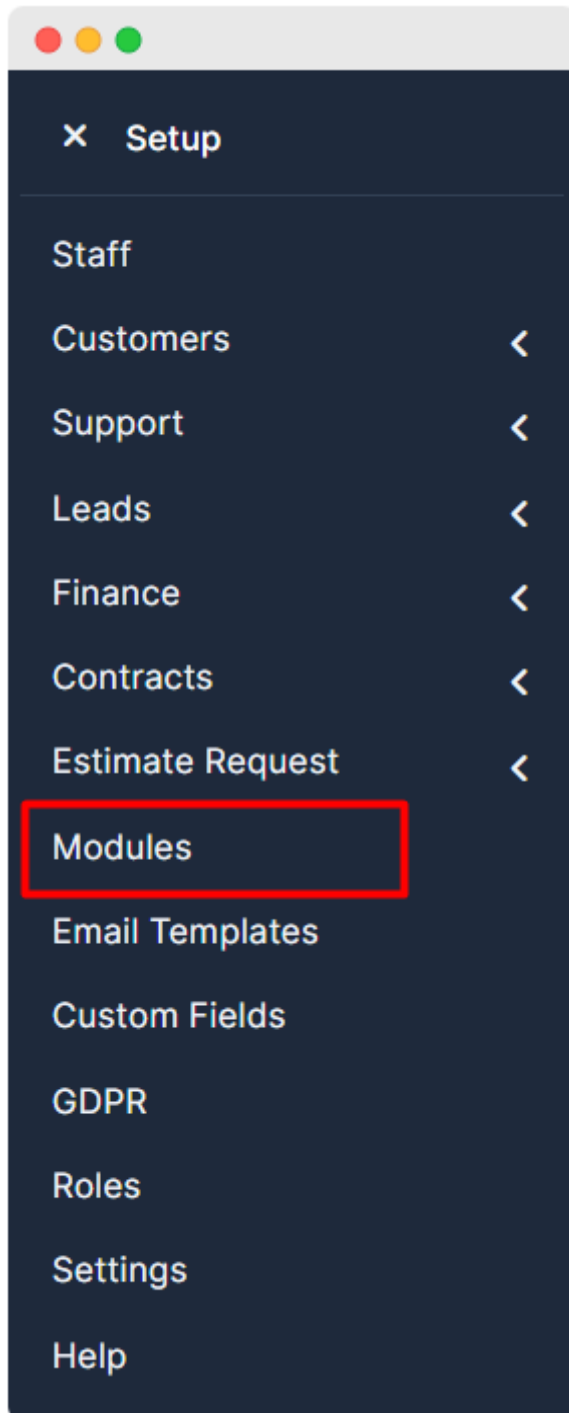 × Setup
Staff
Customers
Support
Leads
Finance
Contracts
Estimate Request
Modules
Email Templates
Custom Fields
GDPR
Roles
Settings
Help